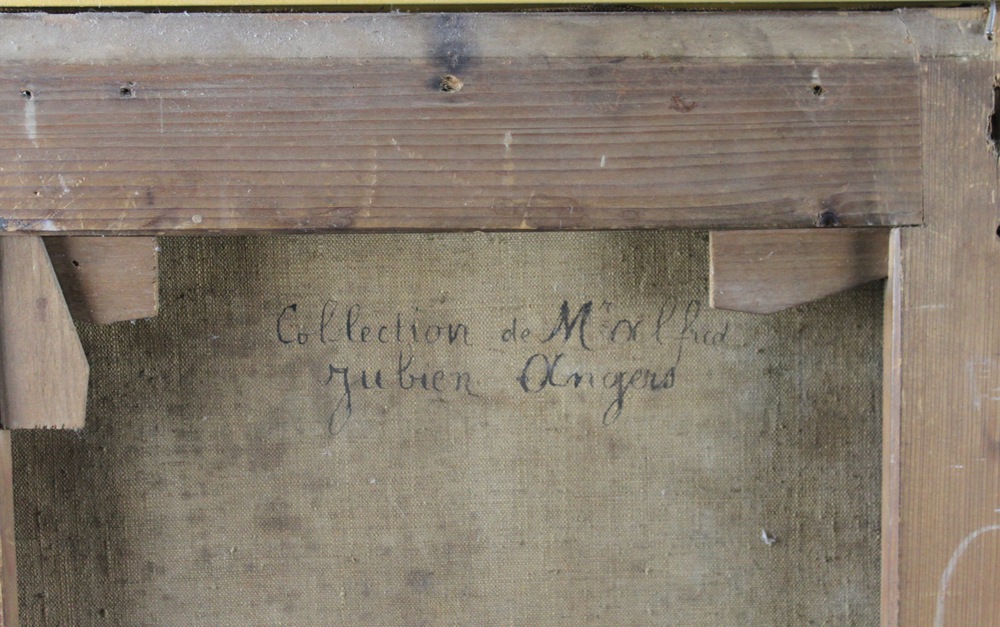 Collection de Mr Alfred
Jubien Angers